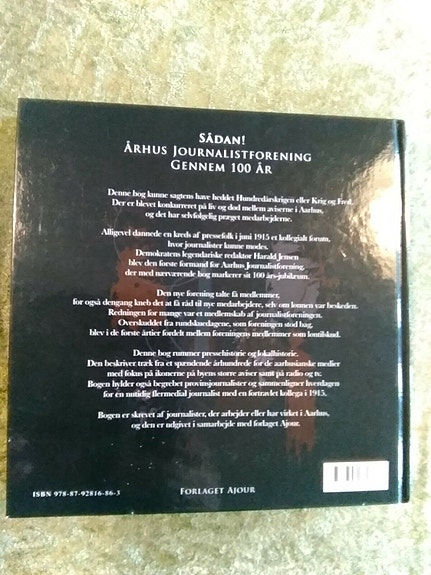 SÅDAN!
ÅRHUS JOURNALISTFORENING
GENNEM 100 ÅR
Denne bog kunne sagtens have heddet Hundredårskrigen eller Krig og Fred.
Der er blevet konkurreret på liv og død mellem aviserne i Aarhus,
og det har selvfølgelig præget medarbejderne.
Alligevel dannede en kreds af pressefolk i juni 1915 et kollegialt forum,
hvor journalister kunne mødes.
Demokratens legendariske redaktør Harald Jensen
blev den første formand for Aarhus Journalistforening,
der med nærværende bog markerer sit 100 års-jubilæum.
Den nye forening talte få medlemmer,
for også dengang kneb det at få råd til nye medarbejdere, selv om lønnen var beskeden.
Redningen for mange var et medlemskab af journalistforeningen.
Overskuddet fra rundskuedagene, som foreningen stod bag,
blev i de første årtier fordelt mellem foreningens medlemmer som løntilskud.
Denne bog rummer pressehistorie og lokalhistorie.
Den beskriver træk fra et spændende århundrede for de aarhusianske medier
med fokus på ikonerne på byens større aviser samt på radio og tv.
Bogen hylder også begrebet provinsjournalister og sammenligner hverdagen
for en nutidig flermedial journalist med en fortravlet kollega i 1915.
Bogen er skrevet af journalister, der arbejder eller har virket i Aarhus,
og den er udgivet i samarbejde med forlaget Ajour.
ISBN 978-87-92816-86-3
FORLAGET AJOUR